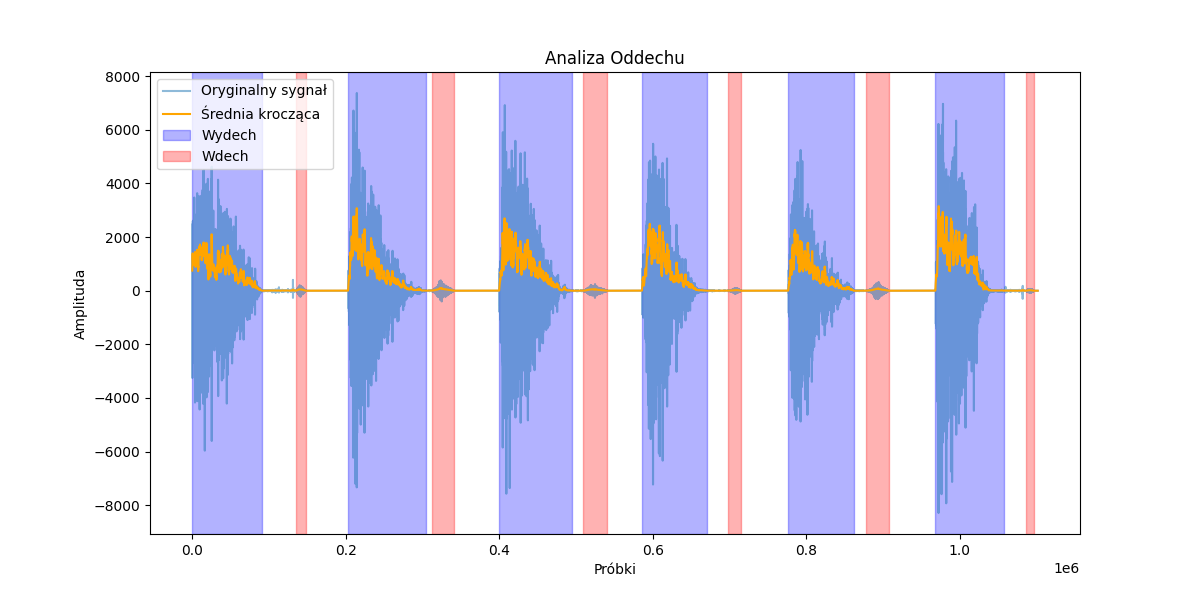 Analiza Oddechu
8000
6000
4000
2000
0
−2000
−4000
−6000
−8000
Amplituda
Oryginalny sygnał
Średnia krocząca
Wydech
Wdech
0.0 0.2 0.4 0.6 0.8 1.0
Próbki
1e6